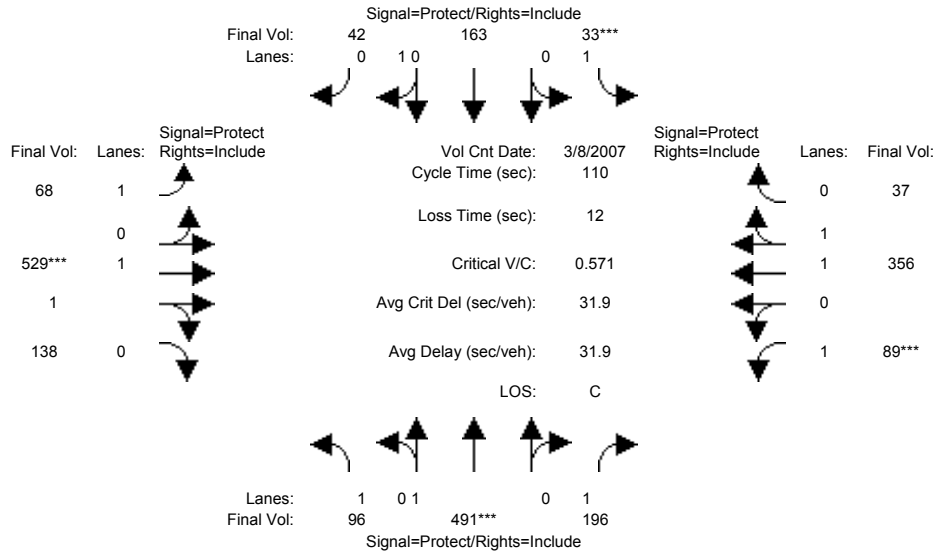 Signal=Protect/Rights=Include
Final Vol: 42 163 33***
Lanes: 0 1 0 0 1
Signal=Protect
Final Vol: Lanes: Rights=Include
Vol Cnt Date: 3/8/2007
Signal=Protect
Rights=Include Lanes: Final Vol:
Cycle Time (sec): 110
68 1
0 37
Loss Time (sec): 12
0
1
529*** 1
Critical V/C: 0.571
1 356
1
Avg Crit Del (sec/veh): 31.9
0
138 0
Avg Delay (sec/veh): 31.9
1 89***
LOS: C
Lanes: 1 0 1 0 1
Final Vol: 96 491*** 196
Signal=Protect/Rights=Include